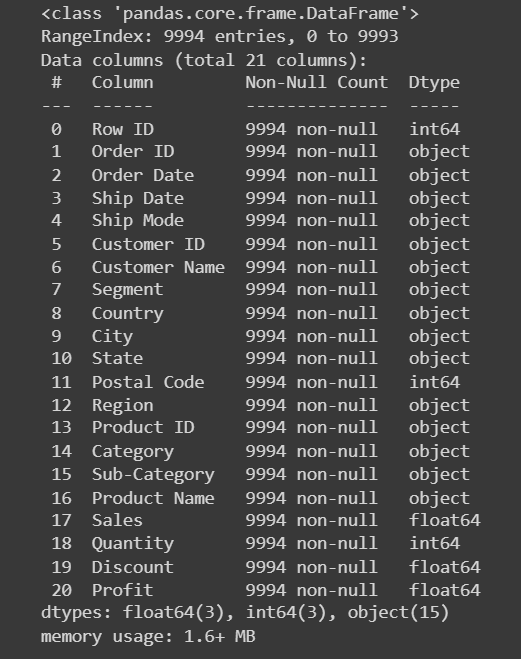 <class 'pandas.core.frame.DataFrame'>
RangeIndex: 9994 entries, 0 to 9993
Data columns (total 21 columns):
 #   Column         Non-Null Count  Dtype
---  ------         --------------  -----
 0   Row ID         9994 non-null   int64
 1   Order ID       9994 non-null   object
 2   Order Date     9994 non-null   object
 3   Ship Date      9994 non-null   object
 4   Ship Mode      9994 non-null   object
 5   Customer ID    9994 non-null   object
 6   Customer Name  9994 non-null   object
 7   Segment        9994 non-null   object
 8   Country        9994 non-null   object
 9   City           9994 non-null   object
 10  State          9994 non-null   object
 11  Postal Code    9994 non-null   int64
 12  Region         9994 non-null   object
 13  Product ID     9994 non-null   object
 14  Category       9994 non-null   object
 15  Sub-Category   9994 non-null   object
 16  Product Name   9994 non-null   object
 17  Sales          9994 non-null   float64
 18  Quantity       9994 non-null   int64
 19  Discount       9994 non-null   float64
 20  Profit         9994 non-null   float64
dtypes: float64(3), int64(3), object(15)
memory usage: 1.6+ MB